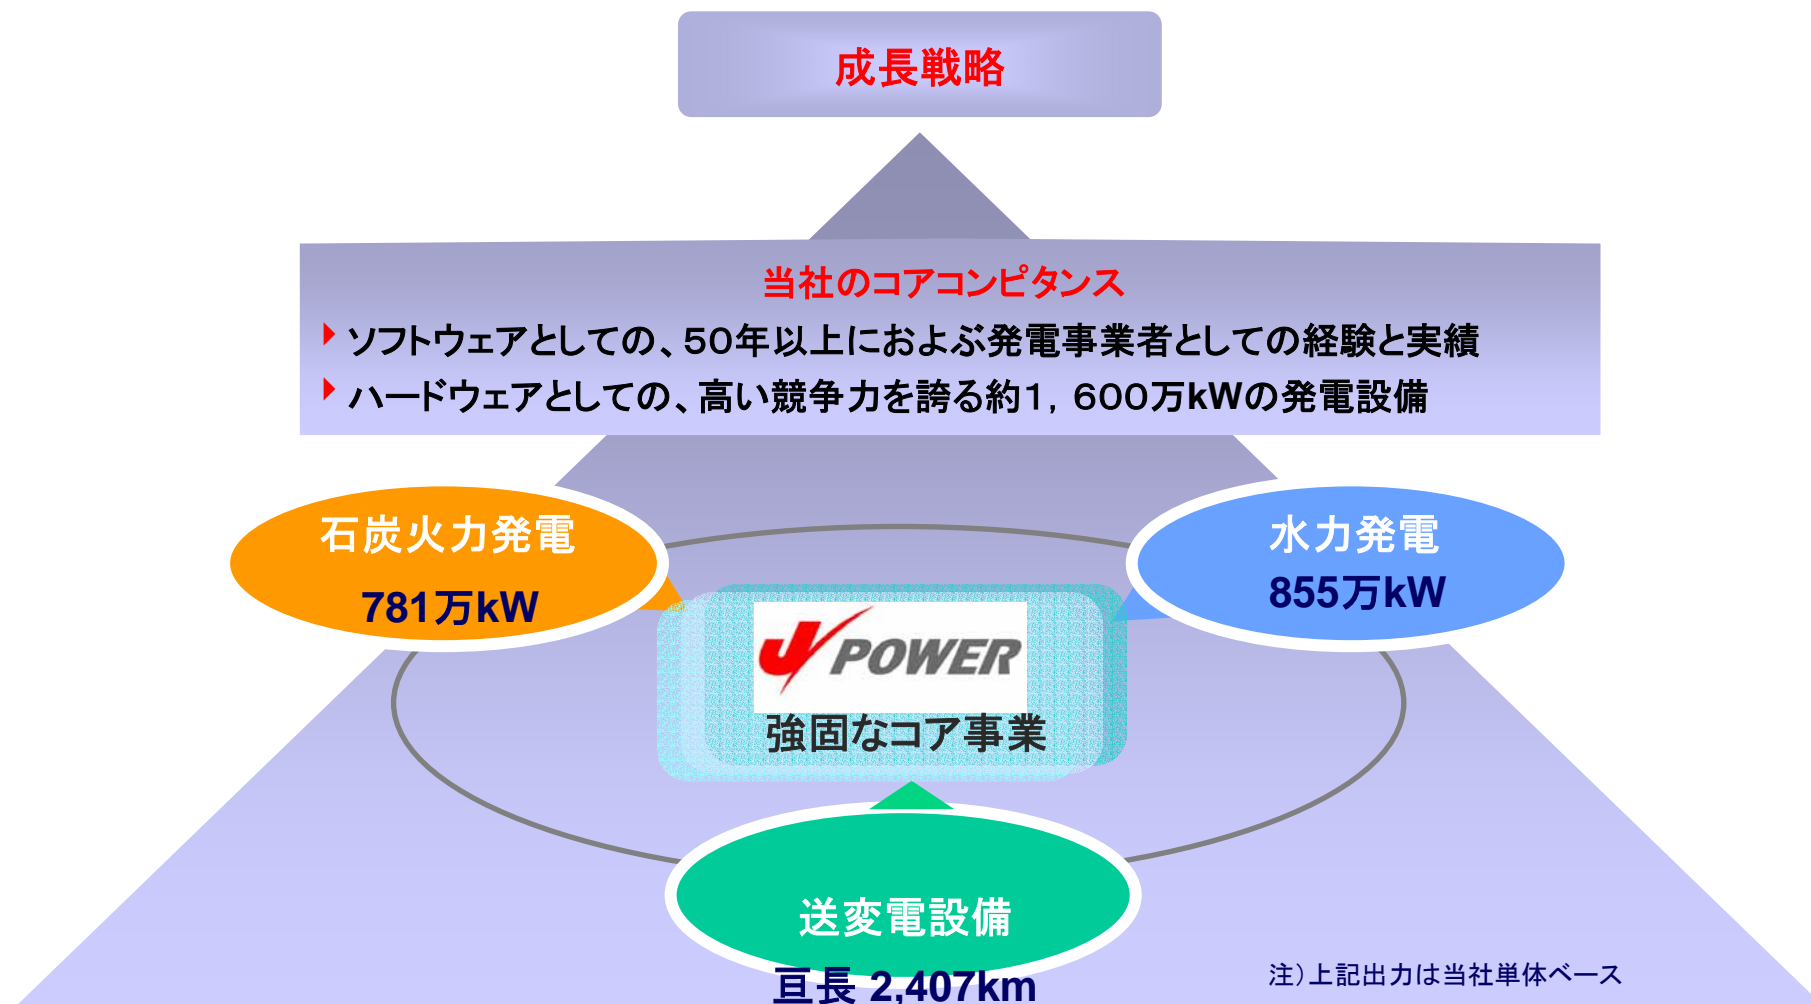 成長戦略
当社のコアコンピタンス
ソフトウェアとしての、50年以上におよぶ発電事業者としての経験と実績
ハードウェアとしての、高い競争力を誇る約1,600万kWの発電設備
石炭火力発電
781万kW
水力発電
855万kW
J POWER
強固なコア事業
送変電設備
亘長 2,407km
注)上記出力は当社単体ベース